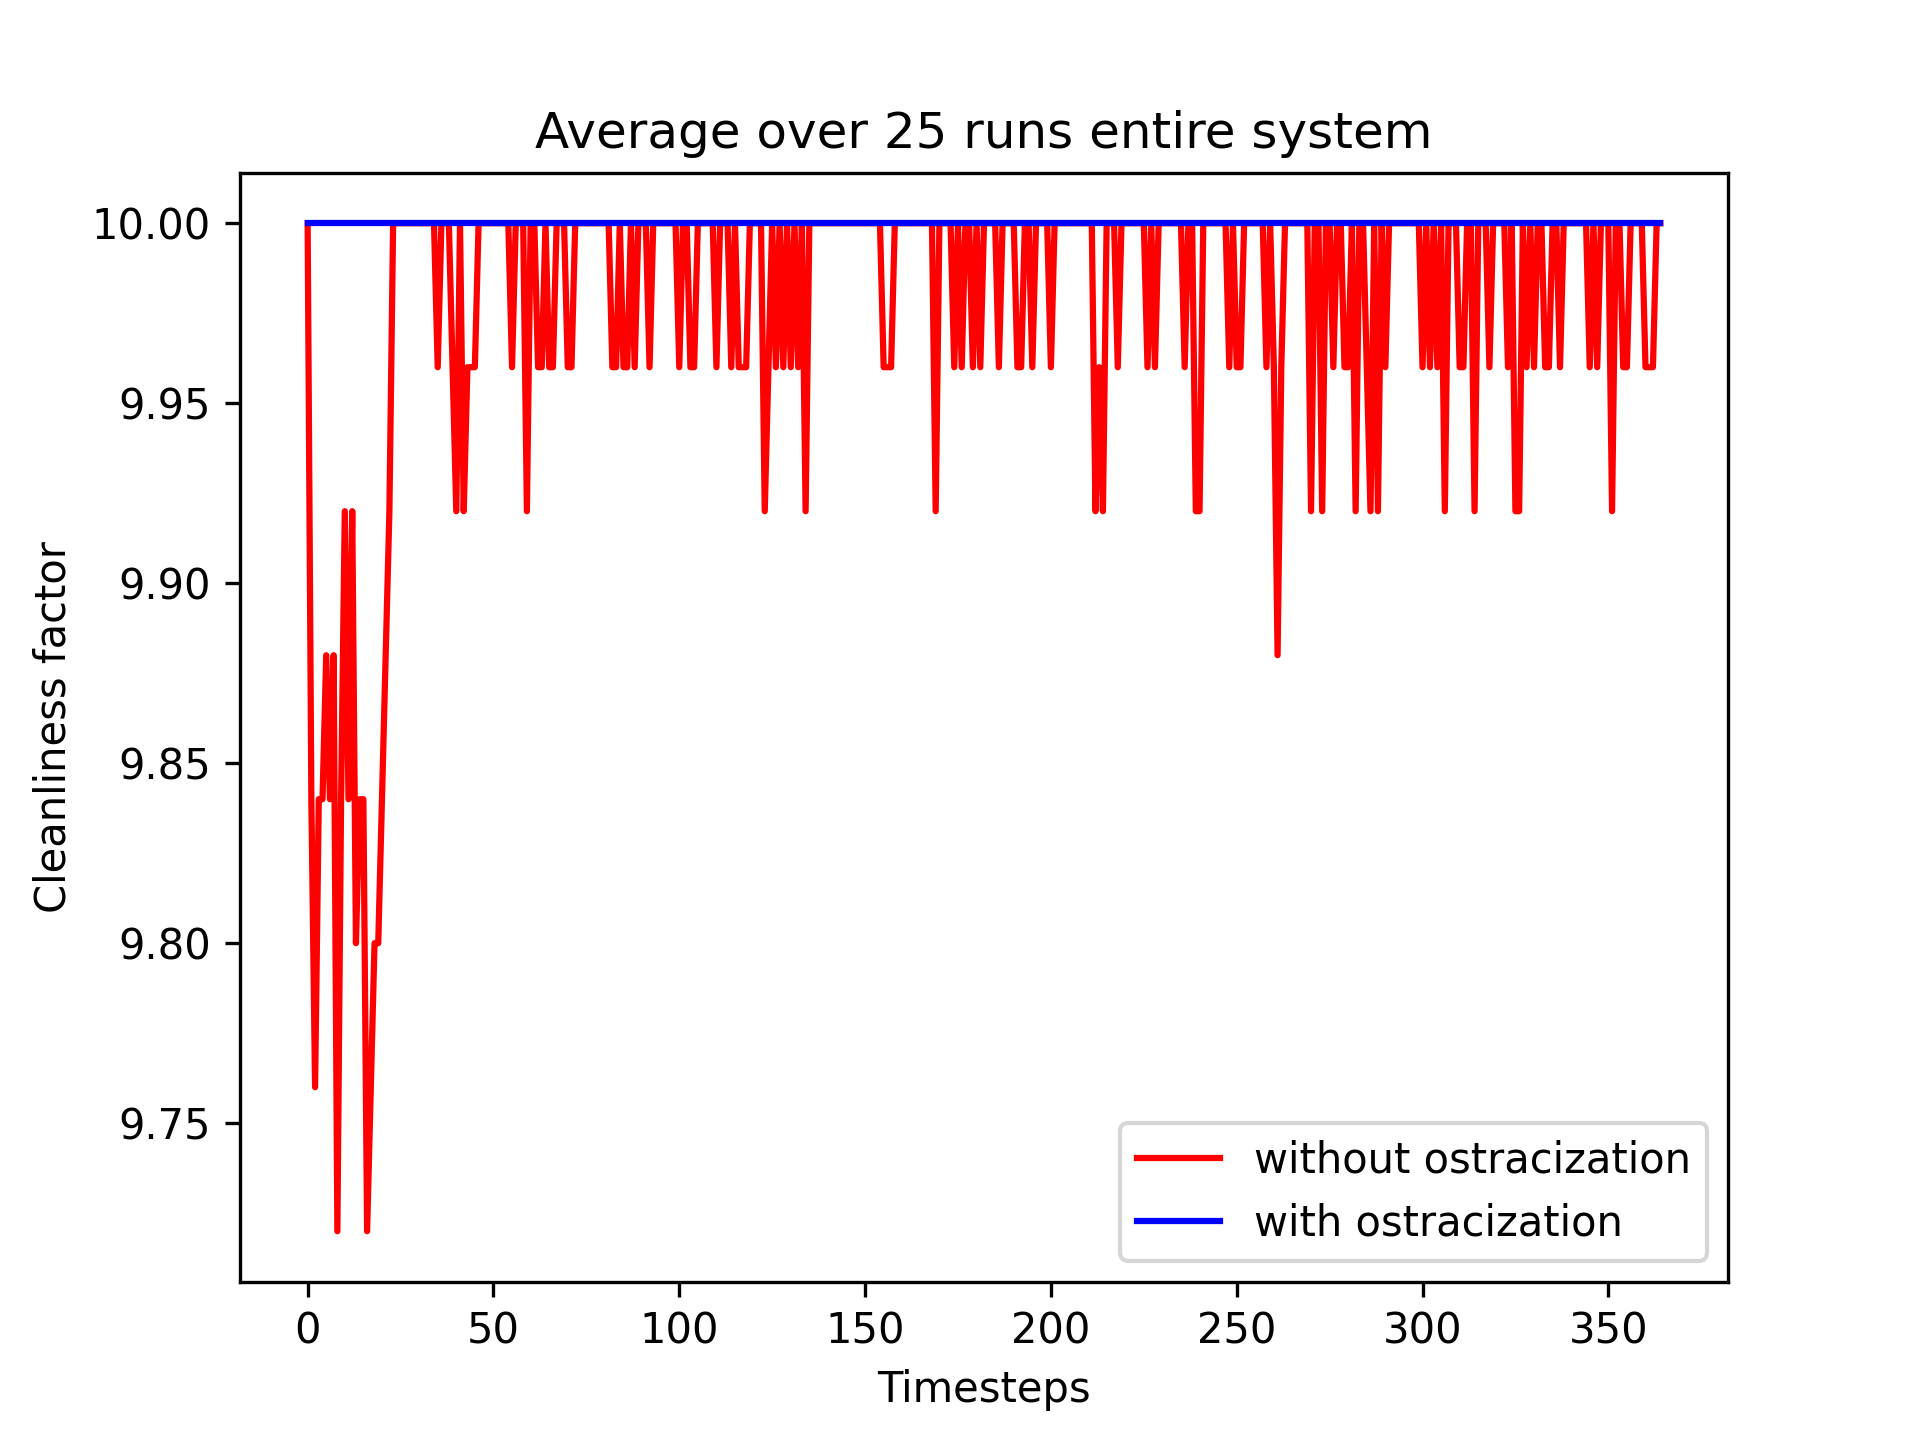 Average over 25 runs entire system
Cleanliness factor
10.00
9.95
9.90
9.85
9.80
9.75
without ostracization
with ostracization
0 50 100 150 200 250 300 350
Timesteps